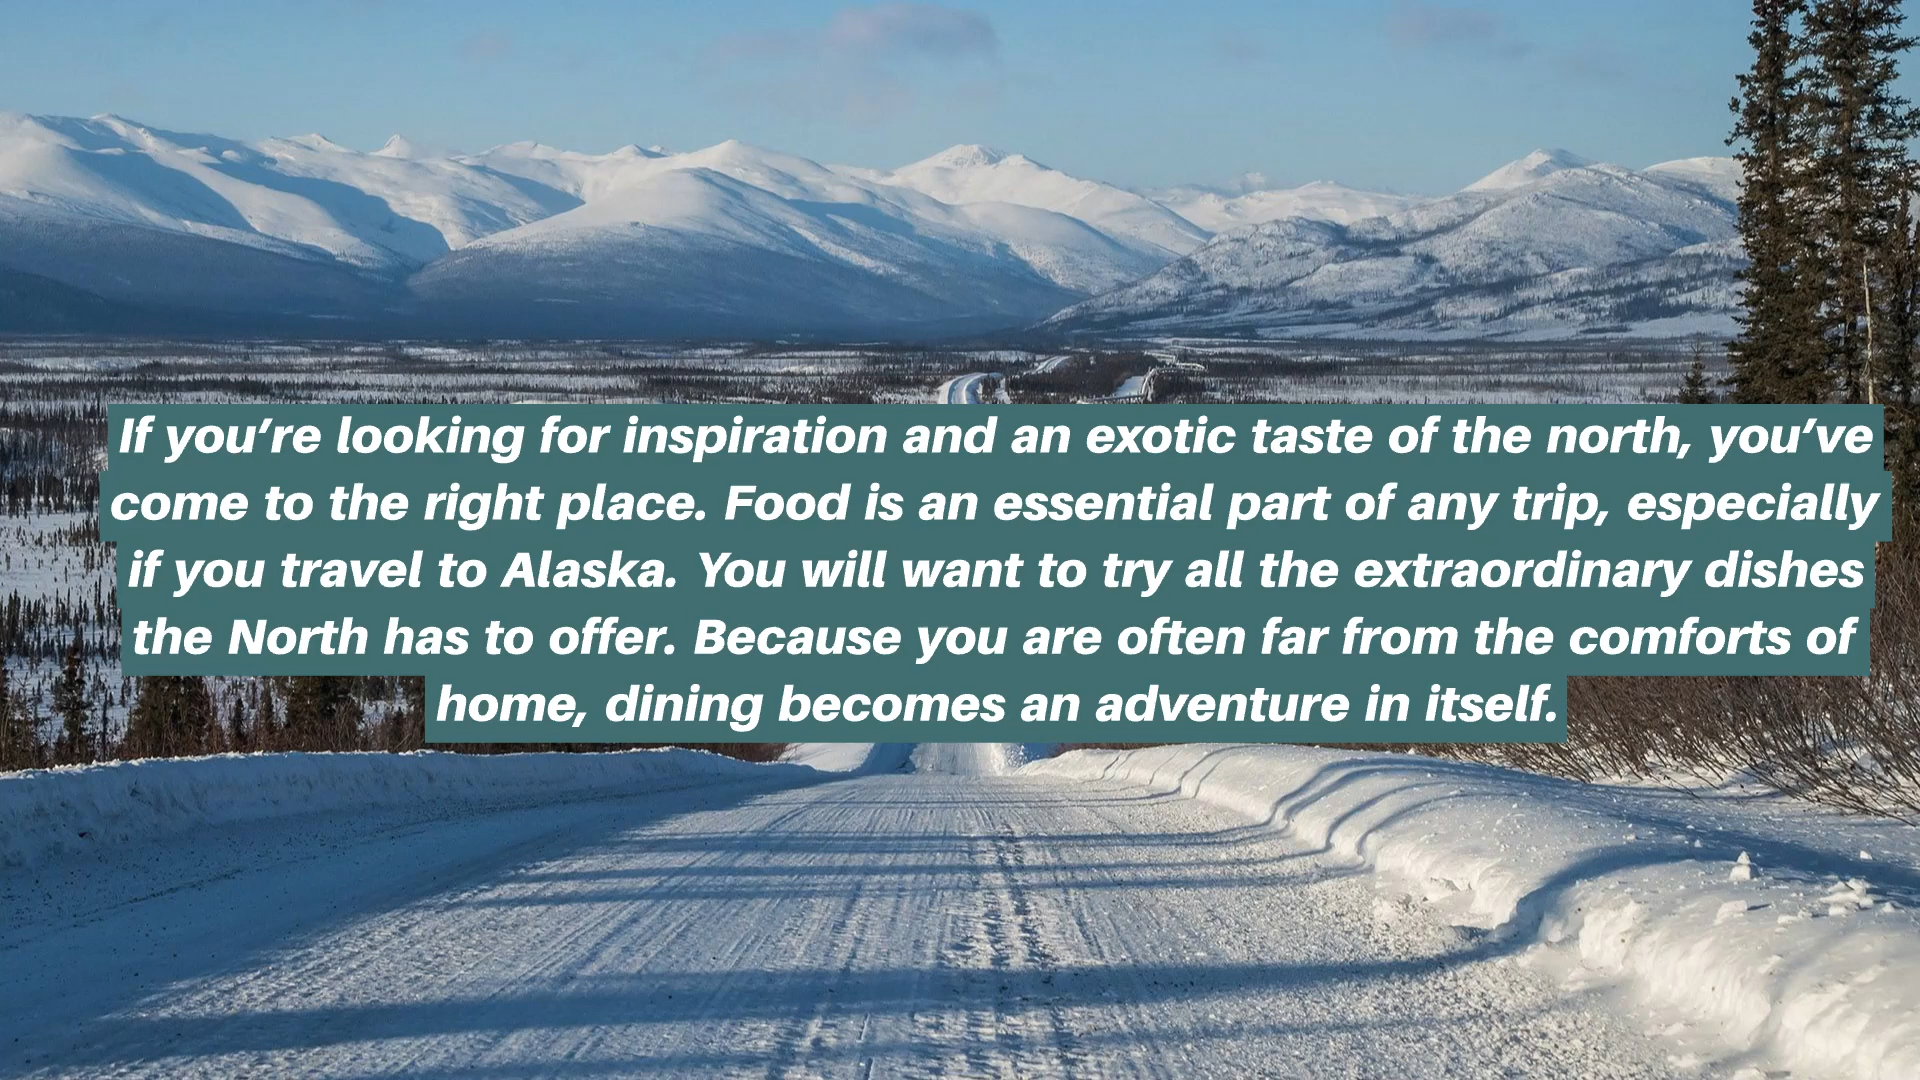 If you’re looking for inspiration and an exotic taste of the north, you’ve
come to the right place. Food is an essential part of any trip, especially
if you travel to Alaska. You will want to try all the extraordinary dishes
the North has to offer. Because you are often far from the comforts of
home, dining becomes an adventure in itself.